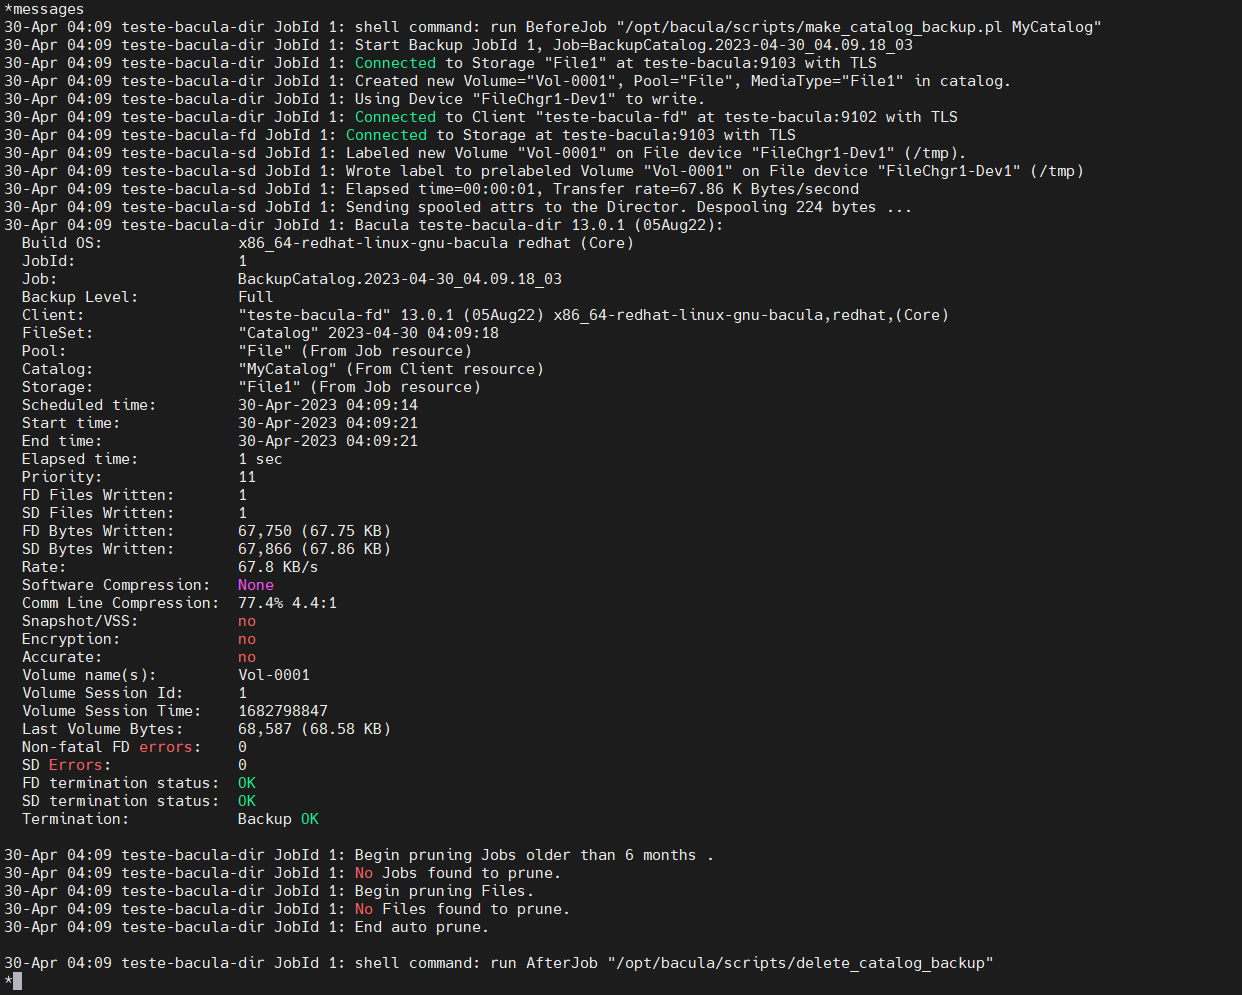 *messages
30-Apr 04:09 teste-bacula-dir JobId 1: shell command: run BeforeJob "/opt/bacula/scripts/make_catalog_backup.pl MyCatalog"
30-Apr 04:09 teste-bacula-dir JobId 1: Start Backup JobId 1, Job=BackupCatalog.2023-04-30_04.09.18_03
30-Apr 04:09 teste-bacula-dir JobId 1: Connected to Storage "File1" at teste-bacula:9103 with TLS
30-Apr 04:09 teste-bacula-dir JobId 1: Created new Volume="Vol-0001", Pool="File", MediaType="File1" in catalog.
30-Apr 04:09 teste-bacula-dir JobId 1: Using Device "FileChgr1-Dev1" to write.
30-Apr 04:09 teste-bacula-dir JobId 1: Connected to Client "teste-bacula-fd" at teste-bacula:9102 with TLS
30-Apr 04:09 teste-bacula-fd JobId 1: Connected to Storage at teste-bacula:9103 with TLS
30-Apr 04:09 teste-bacula-sd JobId 1: Labeled new Volume "Vol-0001" on File device "FileChgr1-Dev1" (/tmp).
30-Apr 04:09 teste-bacula-sd JobId 1: Wrote label to prelabeled Volume "Vol-0001" on File device "FileChgr1-Dev1" (/tmp)
30-Apr 04:09 teste-bacula-sd JobId 1: Elapsed time=00:00:01, Transfer rate=67.86 K Bytes/second
30-Apr 04:09 teste-bacula-sd JobId 1: Sending spooled attrs to the Director. Despooling 224 bytes ...
30-Apr 04:09 teste-bacula-dir JobId 1: Bacula teste-bacula-dir 13.0.1 (05Aug22):
  Build OS:               x86_64-redhat-linux-gnu-bacula redhat (Core)
  JobId:                  1
  Job:                    BackupCatalog.2023-04-30_04.09.18_03
  Backup Level:           Full
  Client:                 "teste-bacula-fd" 13.0.1 (05Aug22) x86_64-redhat-linux-gnu-bacula,redhat,(Core)
  FileSet:                "Catalog" 2023-04-30 04:09:18
  Pool:                   "File" (From Job resource)
  Catalog:                "MyCatalog" (From Client resource)
  Storage:                "File1" (From Job resource)
  Scheduled time:         30-Apr-2023 04:09:14
  Start time:             30-Apr-2023 04:09:21
  End time:               30-Apr-2023 04:09:21
  Elapsed time:           1 sec
  Priority:               11
  FD Files Written:       1
  SD Files Written:       1
  FD Bytes Written:       67,750 (67.75 KB)
  SD Bytes Written:       67,866 (67.86 KB)
  Rate:                   67.8 KB/s
  Software Compression:   None
  Comm Line Compression:  77.4% 4.4:1
  Snapshot/VSS:           no
  Encryption:             no
  Accurate:               no
  Volume name(s):         Vol-0001
  Volume Session Id:      1
  Volume Session Time:    1682798847
  Last Volume Bytes:      68,587 (68.58 KB)
  Non-fatal FD errors:    0
  SD Errors:              0
  FD termination status:  OK
  SD termination status:  OK
  Termination:            Backup OK

30-Apr 04:09 teste-bacula-dir JobId 1: Begin pruning Jobs older than 6 months .
30-Apr 04:09 teste-bacula-dir JobId 1: No Jobs found to prune.
30-Apr 04:09 teste-bacula-dir JobId 1: Begin pruning Files.
30-Apr 04:09 teste-bacula-dir JobId 1: No Files found to prune.
30-Apr 04:09 teste-bacula-dir JobId 1: End auto prune.

30-Apr 04:09 teste-bacula-dir JobId 1: shell command: run AfterJob "/opt/bacula/scripts/delete_catalog_backup"
*